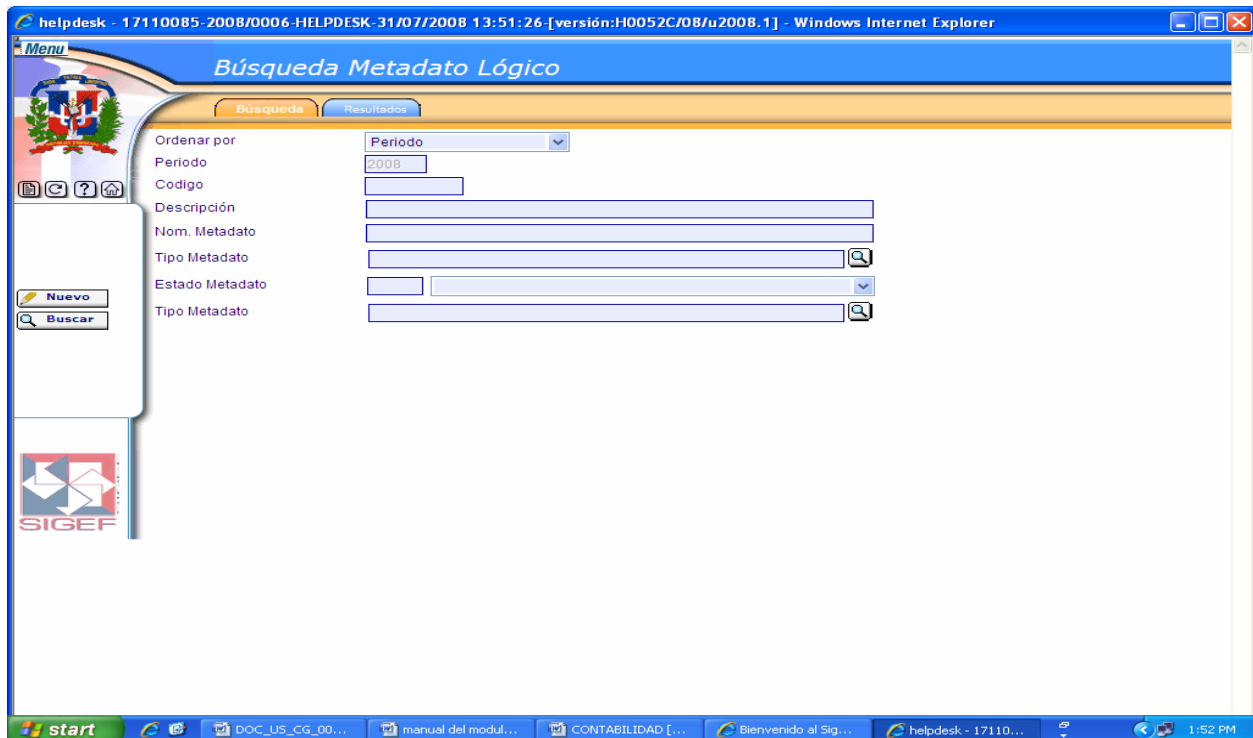 helpdesk - 17110085-2008/0006-HELPDESK-31/07/2008 13:51:26-[versión:H0052C/08/u2008.1] - Windows Internet Explorer
Menu
Búsqueda Metadato Lógico
Búsqueda Resultados
Ordenar por Periodo
Periodo 2008
Codigo
Descripción
Nom. Metadato
Tipo Metadato
Estado Metadato
Tipo Metadato
Nuevo
Buscar
SIGEF
start DOC_US_CG_00... manual del modul... CONTABILIDAD [... Bienvenido al Sig... helpdesk - 17110... 1:52 PM